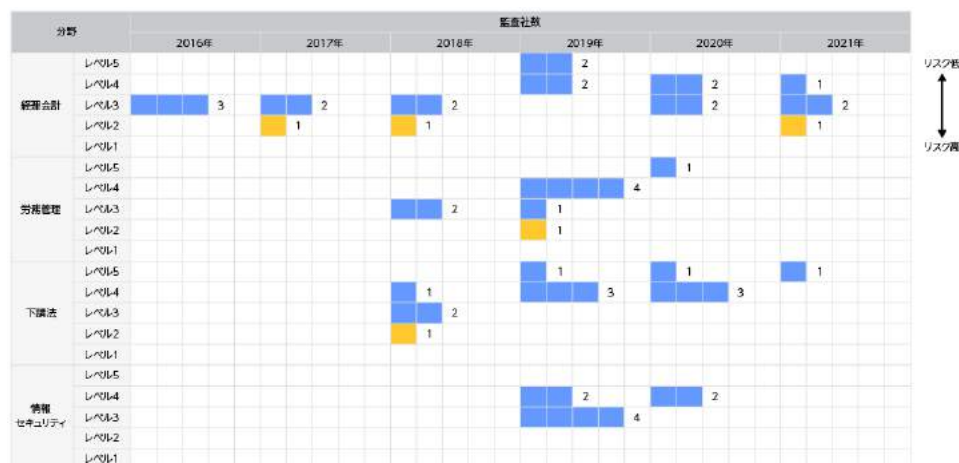 分野 監査社数
2016年 2017年 2018年 2019年 2020年 2021年
経理会計
レベル5 2
レベル4 2 2 1
レベル3 3 2 2 2 2
レベル2 1 1 1
レベル1
リスク低
リスク高
労務管理
レベル5 1
レベル4 4
レベル3 2 1
レベル2 1
レベル1
下請法
レベル5 1 1 1
レベル4 1 3 3
レベル3 2
レベル2 1
レベル1
情報
セキュリティ
レベル5
レベル4 2 2
レベル3 4
レベル2
レベル1